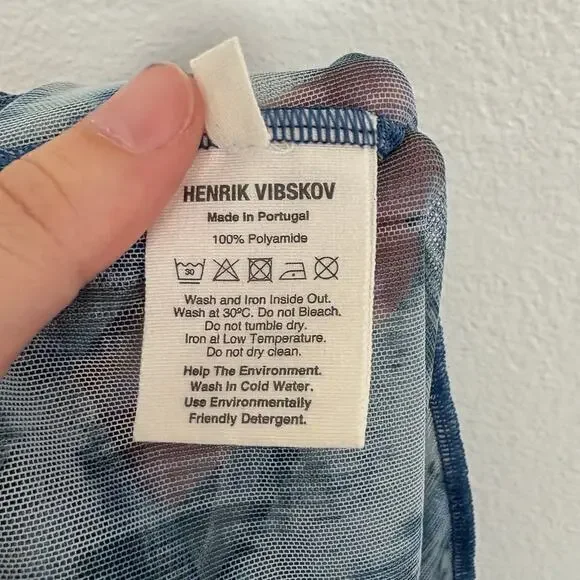 HENRIK VIBSKOV
Made in Portugal
100% Polyamide
30
Wash and Iron Inside Out.
Wash at 30ºC. Do not Bleach.
Do not tumble dry.
Iron at Low Temperature.
Do not dry clean.
Help The Environment.
Wash In Cold Water.
Use Environmentally
Friendly Detergent.